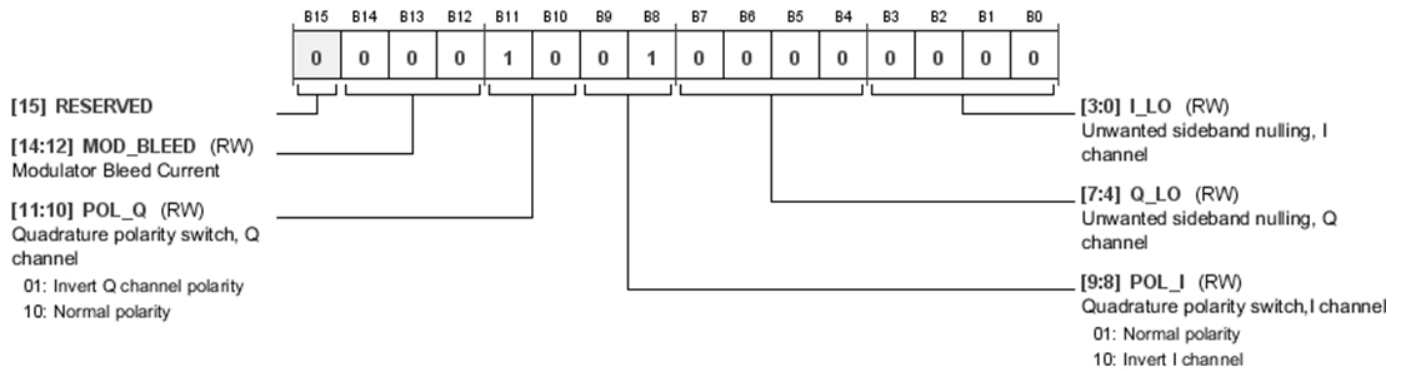 B15 B14 B13 B12 B11 B10 B9 B8 B7 B6 B5 B4 B3 B2 B1 B0
0 0 0 0 1 0 0 1 0 0 0 0 0 0 0 0
[15] RESERVED
[14:12] MOD_BLEED (RW)
Modulator Bleed Current
[11:10] POL_Q (RW)
Quadrature polarity switch, Q
channel
01: Invert Q channel polarity
10: Normal polarity
[3:0] I_LO (RW)
Unwanted sideband nulling, I
channel
[7:4] Q_LO (RW)
Unwanted sideband nulling, Q
channel
[9:8] POL_I (RW)
Quadrature polarity switch,I channel
01: Normal polarity
10: Invert I channel